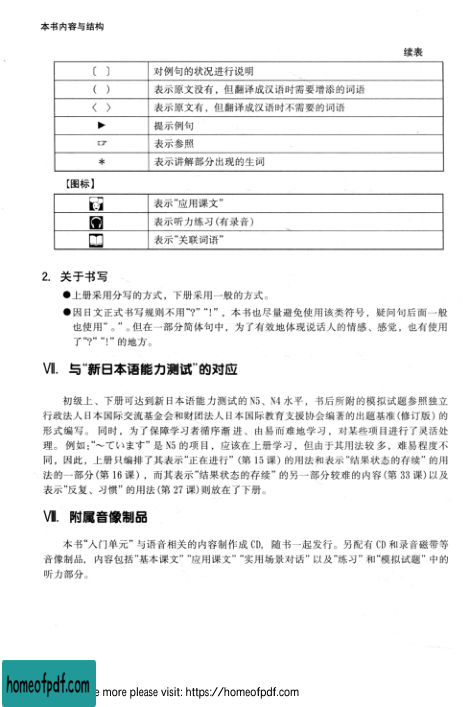 本书内容与结构
续表
〔 〕 对例句的状况进行说明
( ) 表示原文没有，但翻译成汉语时需要增添的词语
〈 〉 表示原文有，但翻译成汉语时不需要的词语
▶ 提示例句
☞ 表示参照
* 表示讲解部分出现的生词
【图标】
表示“应用课文”
表示听力练习(有录音)
表示“关联词语”
2. 关于书写
●上册采用分写的方式，下册采用一般的方式。
●因日文正式书写规则不用“?”“!”，本书也尽量避免使用该类符号，疑问句后面一般
也使用“。”。但在一部分简体句中，为了有效地体现说话人的情感、感觉，也有使用
了“?”“!”的地方。
Ⅶ. 与“新日本语能力测试”的对应
初级上、下册可达到新日本语能力测试的 N5、N4 水平，书后所附的模拟试题参照独立
行政法人日本国际交流基金会和财团法人日本国际教育支援协会编著的出题基准(修订版)的
形式编写。 同时，为了保障学习者循序渐进、由易而难地学习，对某些项目进行了灵活处
理。 例如：“～ています” 是 N5 的项目，应该在上册学习，但由于其用法较多，难易程度不
同，因此，上册只编排了其表示“正在进行” (第 15 课) 的用法和表示“结果状态的存续” 的用
法的一部分(第 16 课) ，而其表示“结果状态的存续” 的另一部分较难的内容(第 33 课)以及
表示“反复、习惯” 的用法(第 27 课)则放在了下册。
Ⅷ. 附属音像制品
本书“入门单元” 与语音相关的内容制作成 CD，随书一起发行。另配有 CD 和录音磁带等
音像制品，内容包括“基本课文” “应用课文” “实用场景对话” 以及“练习” 和“模拟试题” 中的
听力部分。
homeofpdf.com
e more please visit: https://homeofpdf.com